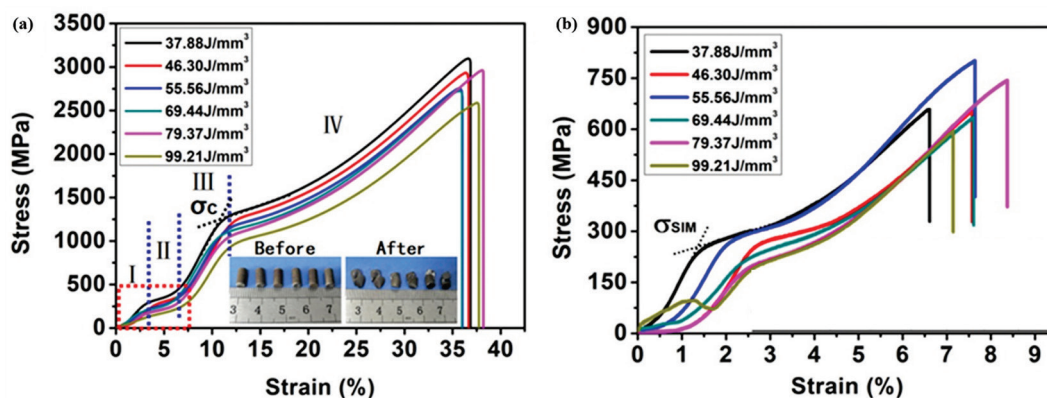 (a)
3500
3000
2500
2000
1500
1000
500
0
Stress (MPa)
37.88J/mm³
46.30J/mm³
55.56J/mm³
69.44J/mm³
79.37J/mm³
99.21J/mm³
I
II
III
σc
IV
Before
After
3 4 5 6 7
3 4 5 6 7
0 5 10 15 20 25 30 35 40
Strain (%)
(b)
900
750
600
450
300
150
0
Stress (MPa)
37.88J/mm³
46.30J/mm³
55.56J/mm³
69.44J/mm³
79.37J/mm³
99.21J/mm³
σSIM
0 1 2 3 4 5 6 7 8 9
Strain (%)